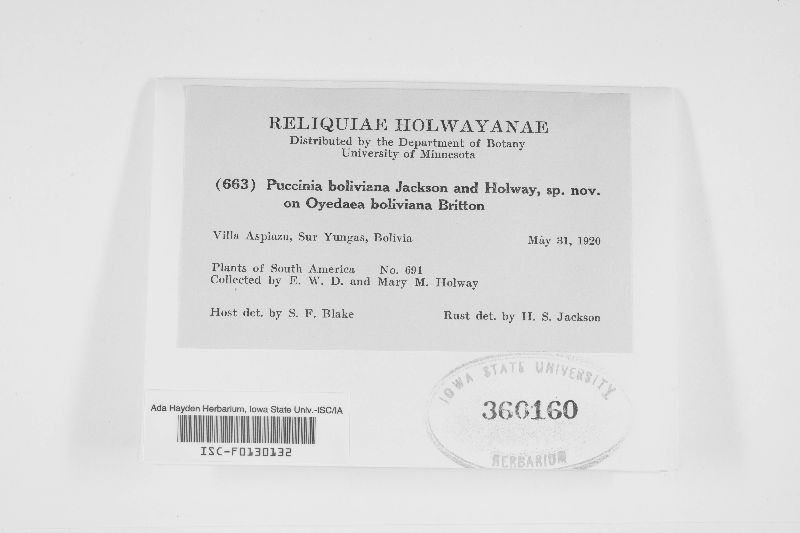 RELIQUIAE HOLWAYANAE
Distributed by the Department of Botany
University of Minnesota
(663) Puccinia boliviana Jackson and Holway, sp. nov.
on Oyedaea boliviana Britton
Villa Aspiazu, Sur Yungas, Bolivia May 31, 1920
Plants of South America No. 691
Collected by E. W. D. and Mary M. Holway
Host det. by S. F. Blake Rust det. by H. S. Jackson
IOWA STATE UNIVERSITY
360160
HERBARIUM
Ada Hayden Herbarium, Iowa State Univ.-ISC/IA
ISC-F0130132